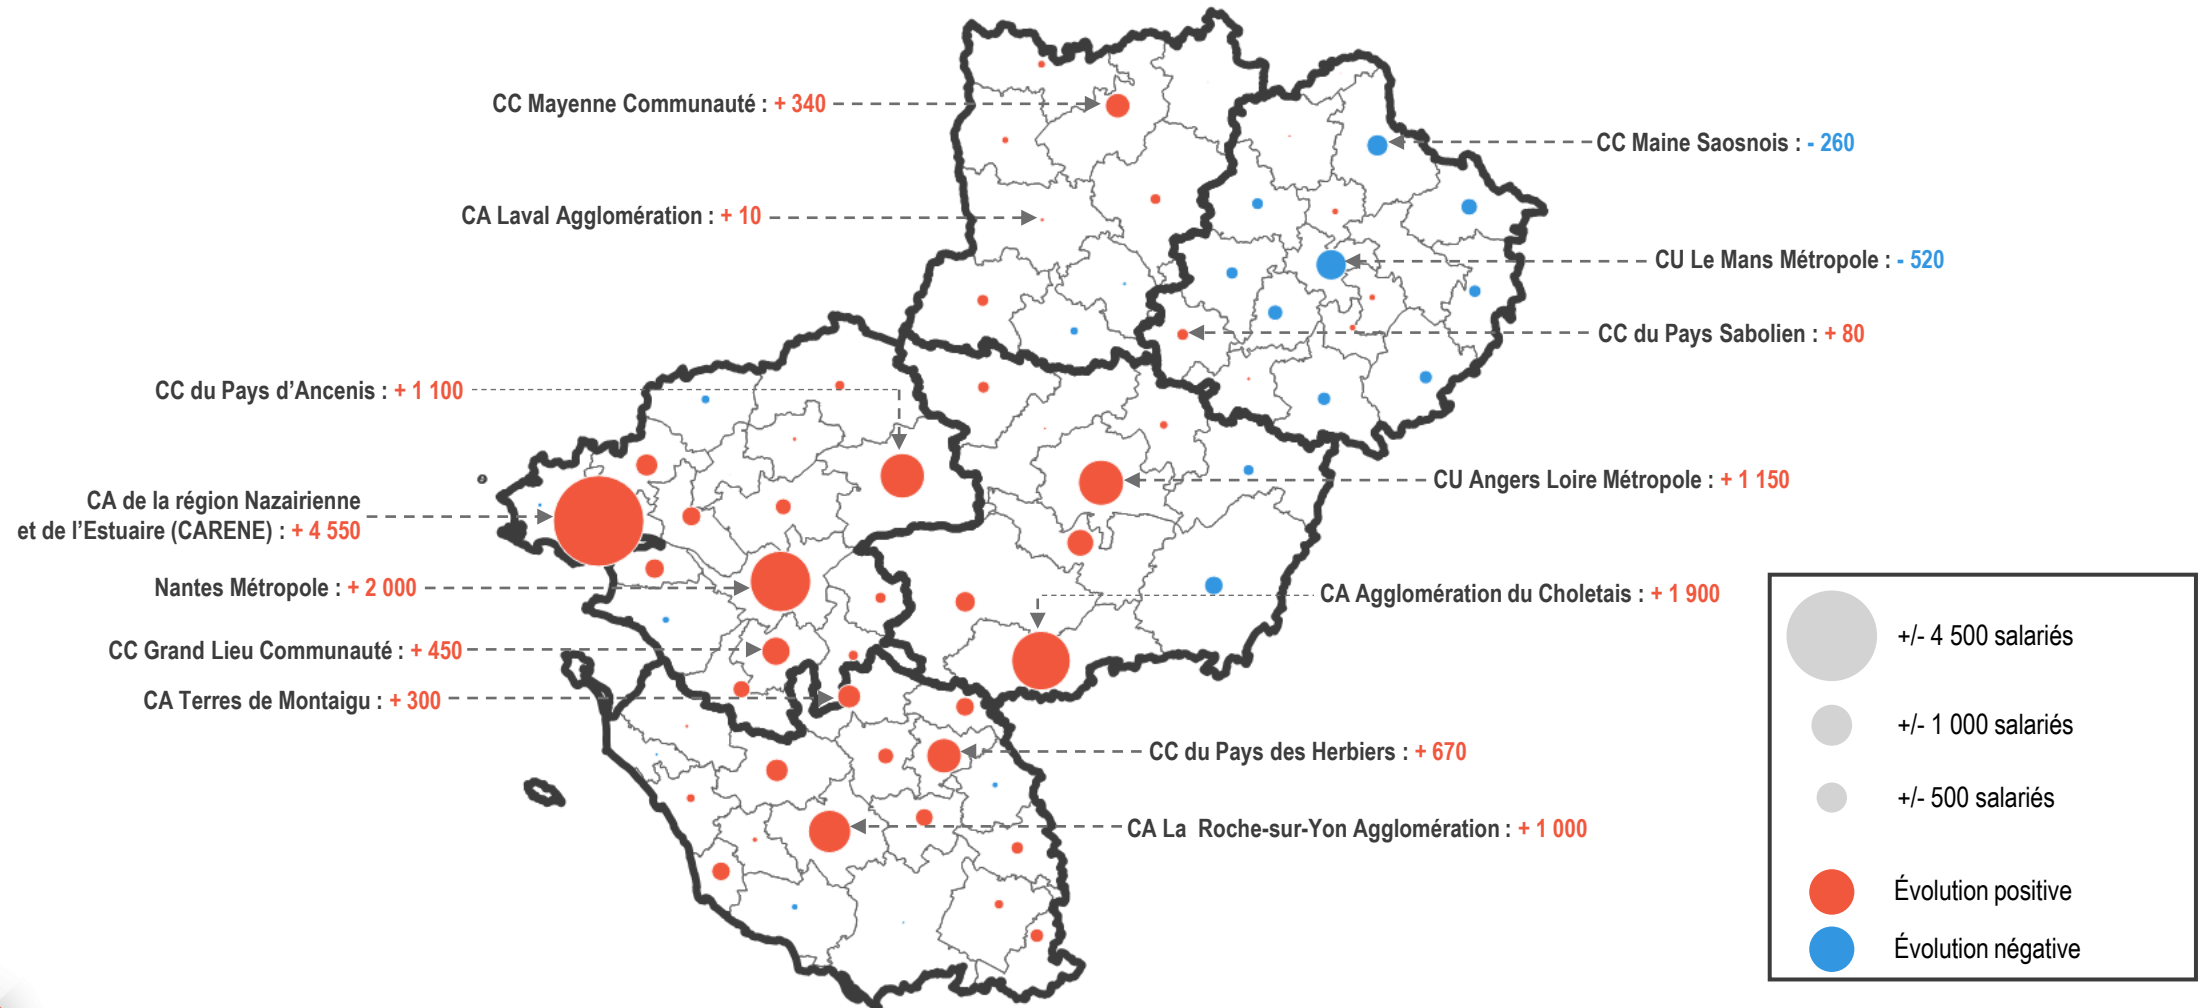 CC Mayenne Communauté : + 340
CC Maine Saosnois : - 260
CA Laval Agglomération : + 10
CU Le Mans Métropole : - 520
CC du Pays Sabolien : + 80
CC du Pays d’Ancenis : + 1 100
CU Angers Loire Métropole : + 1 150
CA de la région Nazairienne
et de l’Estuaire (CARENE) : + 4 550
Nantes Métropole : + 2 000
CA Agglomération du Choletais : + 1 900
CC Grand Lieu Communauté : + 450
CA Terres de Montaigu : + 300
CC du Pays des Herbiers : + 670
CA La Roche-sur-Yon Agglomération : + 1 000
+/- 4 500 salariés
+/- 1 000 salariés
+/- 500 salariés
Évolution positive
Évolution négative